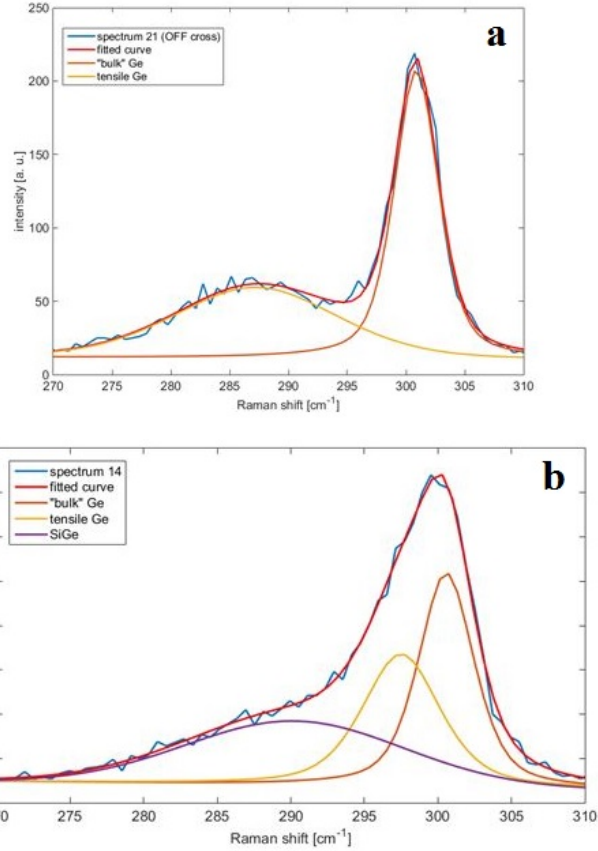 a
250
200
150
100
50
0
intensity [a. u.]
spectrum 21 (OFF cross)
fitted curve
"bulk" Ge
tensile Ge
270 275 280 285 290 295 300 305 310
Raman shift [cm-1]
b
spectrum 14
fitted curve
"bulk" Ge
tensile Ge
SiGe
70 275 280 285 290 295 300 305 310
Raman shift [cm-1]